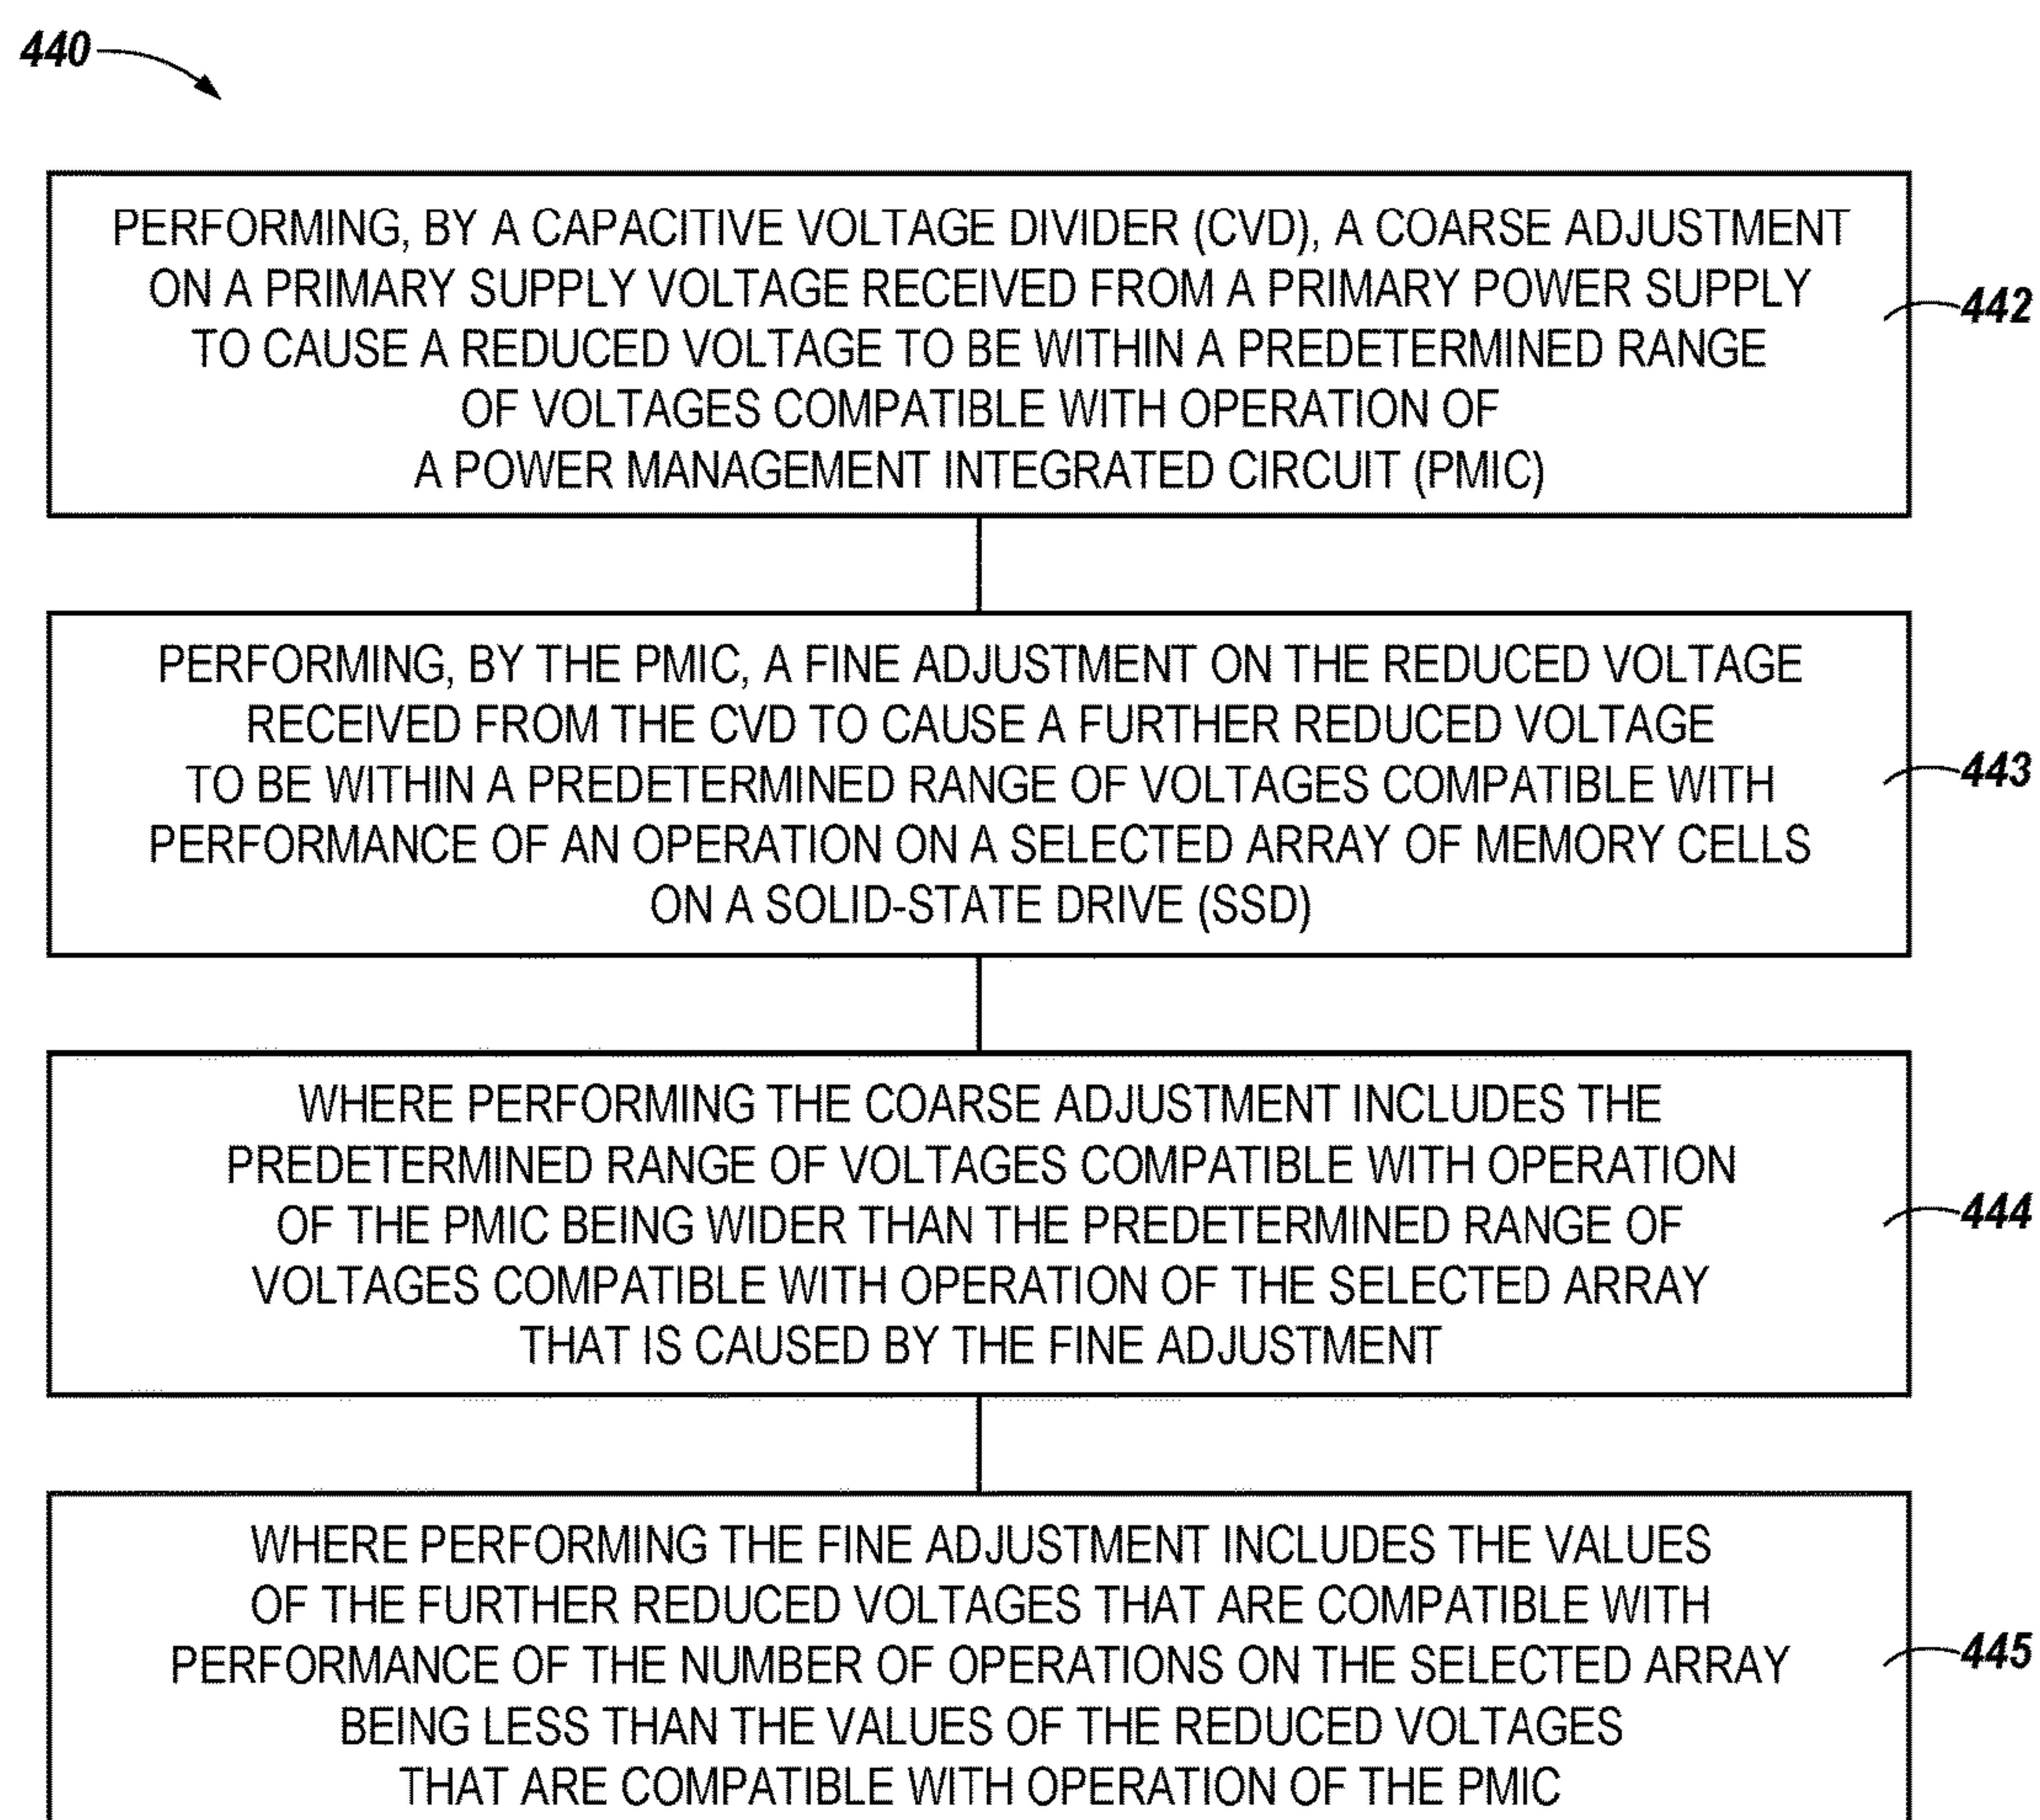 440
PERFORMING, BY A CAPACITIVE VOLTAGE DIVIDER (CVD), A COARSE ADJUSTMENT
ON A PRIMARY SUPPLY VOLTAGE RECEIVED FROM A PRIMARY POWER SUPPLY
TO CAUSE A REDUCED VOLTAGE TO BE WITHIN A PREDETERMINED RANGE
OF VOLTAGES COMPATIBLE WITH OPERATION OF
A POWER MANAGEMENT INTEGRATED CIRCUIT (PMIC)
442
PERFORMING, BY THE PMIC, A FINE ADJUSTMENT ON THE REDUCED VOLTAGE
RECEIVED FROM THE CVD TO CAUSE A FURTHER REDUCED VOLTAGE
TO BE WITHIN A PREDETERMINED RANGE OF VOLTAGES COMPATIBLE WITH
PERFORMANCE OF AN OPERATION ON A SELECTED ARRAY OF MEMORY CELLS
ON A SOLID-STATE DRIVE (SSD)
443
WHERE PERFORMING THE COARSE ADJUSTMENT INCLUDES THE
PREDETERMINED RANGE OF VOLTAGES COMPATIBLE WITH OPERATION
OF THE PMIC BEING WIDER THAN THE PREDETERMINED RANGE OF
VOLTAGES COMPATIBLE WITH OPERATION OF THE SELECTED ARRAY
THAT IS CAUSED BY THE FINE ADJUSTMENT
444
WHERE PERFORMING THE FINE ADJUSTMENT INCLUDES THE VALUES
OF THE FURTHER REDUCED VOLTAGES THAT ARE COMPATIBLE WITH
PERFORMANCE OF THE NUMBER OF OPERATIONS ON THE SELECTED ARRAY
BEING LESS THAN THE VALUES OF THE REDUCED VOLTAGES
THAT ARE COMPATIBLE WITH OPERATION OF THE PMIC
445